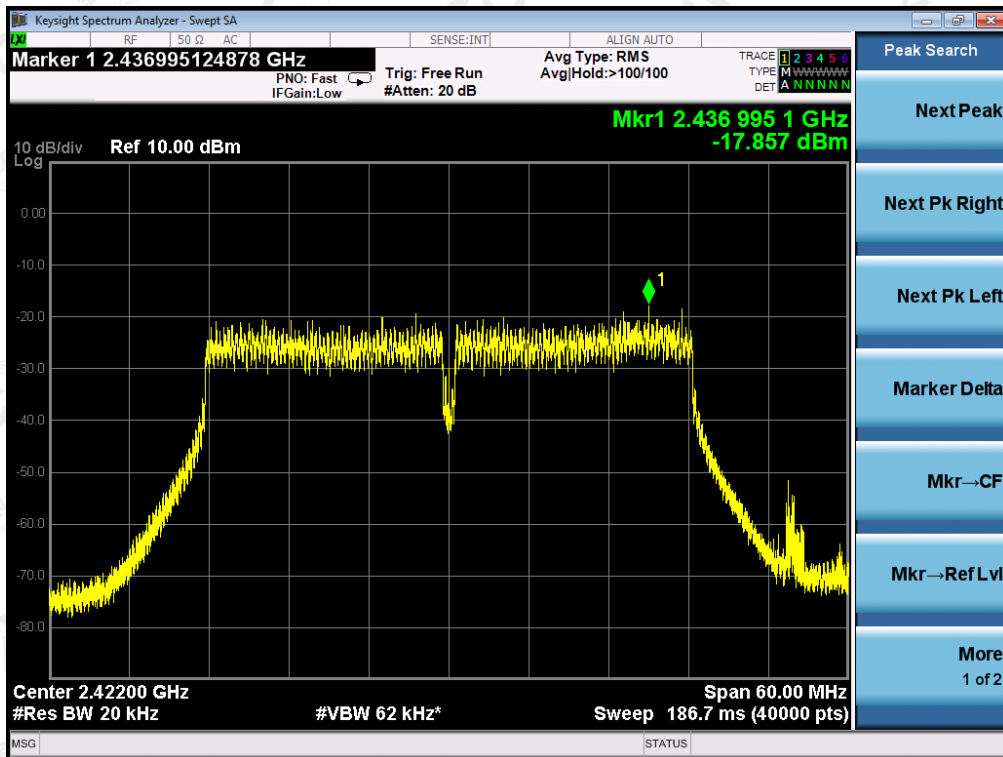 Keysight Spectrum Analyzer - Swept SA
LXI RF 50 Ω AC SENSE:INT ALIGN AUTO
Marker 1 2.436995124878 GHz
PNO: Fast
IFGain:Low
Trig: Free Run
#Atten: 20 dB
Avg Type: RMS
Avg|Hold:>100/100
TRACE 1 2 3 4 5 6
TYPE M WWWWW
DET A N N N N N
Mkr1 2.436 995 1 GHz
-17.857 dBm
10 dB/div Ref 10.00 dBm
Log
0.00
-10.0
1
-20.0
-30.0
-40.0
-50.0
-60.0
-70.0
-80.0
Center 2.42200 GHz Span 60.00 MHz
#Res BW 20 kHz #VBW 62 kHz* Sweep 186.7 ms (40000 pts)
MSG STATUS
Peak Search
Next Peak
Next Pk Right
Next Pk Left
Marker Delta
Mkr→CF
Mkr→Ref Lvl
More
1 of 2